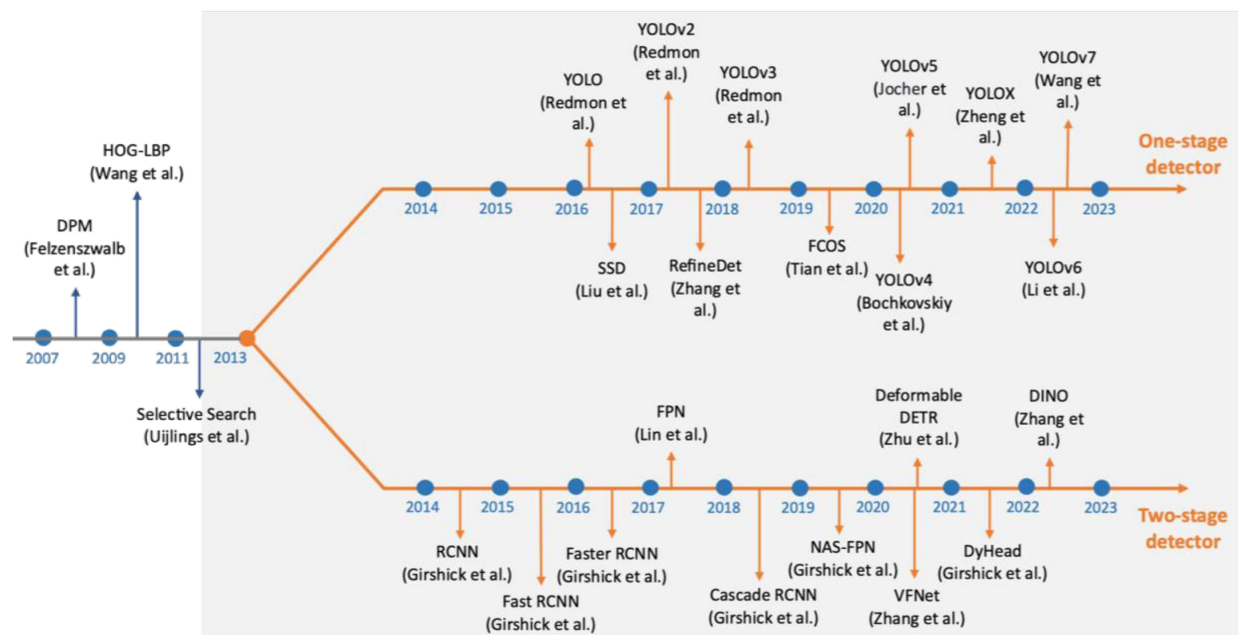 HOG-LBP
(Wang et al.)
DPM
(Felzenszwalb
et al.)
2007
2009
2011
2013
Selective Search
(Uijlings et al.)
YOLO
(Redmon et
al.)
YOLOv2
(Redmon
et al.)
YOLOv3
(Redmon
et al.)
YOLOv5
(Jocher et
al.)
YOLOX
(Zheng et
al.)
YOLOv7
(Wang et
al.)
One-stage
detector
2014
2015
2016
2017
2018
2019
2020
2021
2022
2023
SSD
(Liu et al.)
RefineDet
(Zhang et
al.)
FCOS
(Tian et al.)
YOLOv4
(Bochkovskiy
et al.)
YOLOv6
(Li et al.)
FPN
(Lin et al.)
Deformable
DETR
(Zhu et al.)
DINO
(Zhang et
al.)
2014
2015
2016
2017
2018
2019
2020
2021
2022
2023
Two-stage
detector
RCNN
(Girshick et al.)
Fast RCNN
(Girshick et al.)
Faster RCNN
(Girshick et al.)
Cascade RCNN
(Girshick et al.)
NAS-FPN
(Girshick et al.)
VFNet
(Zhang et al.)
DyHead
(Girshick et al.)